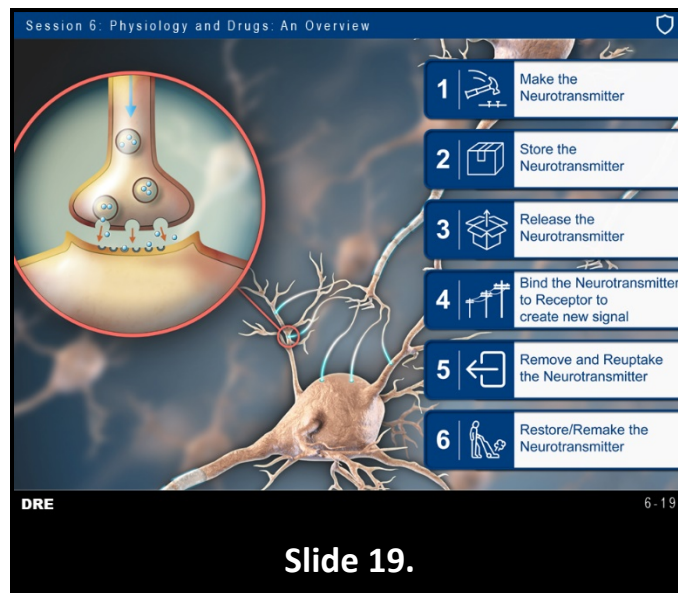 Session 6: Physiology and Drugs: An Overview
1
Make the
Neurotransmitter
2
Store the
Neurotransmitter
3
Release the
Neurotransmitter
4
Bind the Neurotransmitter
to Receptor to
create new signal
5
Remove and Reuptake
the Neurotransmitter
6
Restore/Remake the
Neurotransmitter
DRE
6-19
Slide 19.